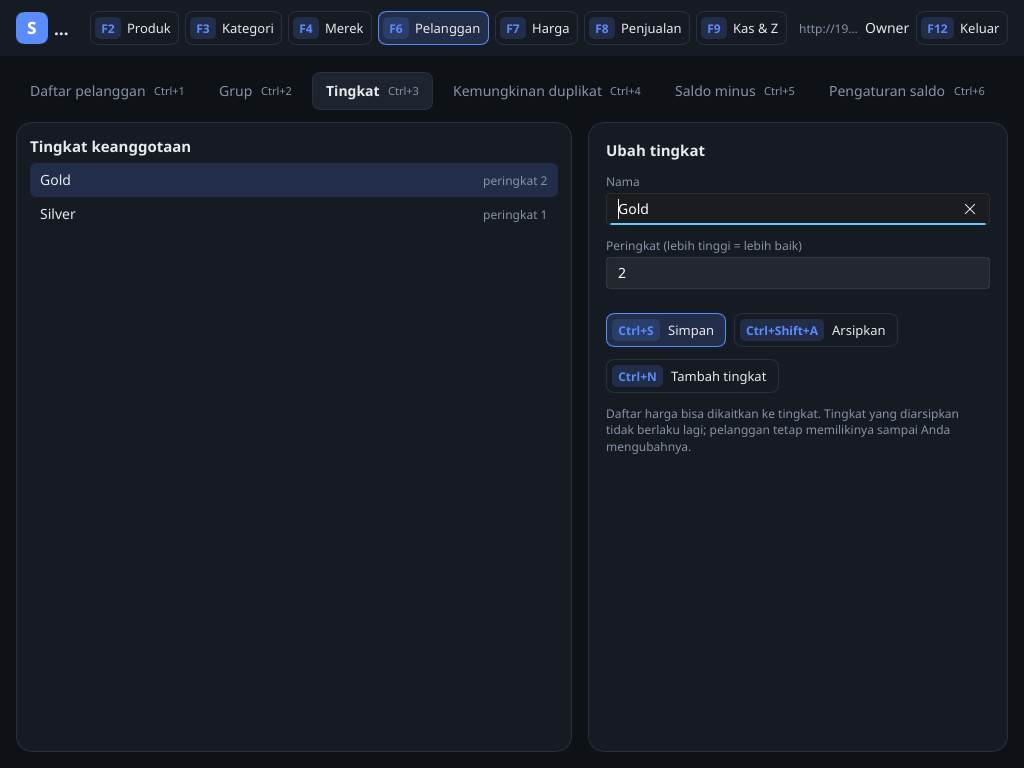 S ... F2 Produk F3 Kategori F4 Merek F6 Pelanggan F7 Harga F8 Penjualan F9 Kas & Z http://19... Owner F12 Keluar
Daftar pelanggan Ctrl+1 Grup Ctrl+2 Tingkat Ctrl+3 Kemungkinan duplikat Ctrl+4 Saldo minus Ctrl+5 Pengaturan saldo Ctrl+6
Tingkat keanggotaan
Gold peringkat 2
Silver peringkat 1
Ubah tingkat
Nama
Gold
Peringkat (lebih tinggi = lebih baik)
2
Ctrl+S Simpan Ctrl+Shift+A Arsipkan
Ctrl+N Tambah tingkat
Daftar harga bisa dikaitkan ke tingkat. Tingkat yang diarsipkan
tidak berlaku lagi; pelanggan tetap memilikinya sampai Anda
mengubahnya.